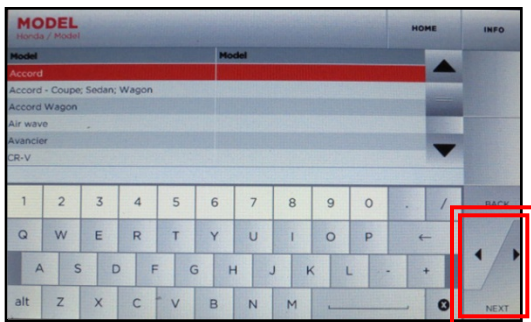 MODEL
Honda / Model
HOME
INFO
Model Model
Accord
Accord - Coupe; Sedan; Wagon
Accord Wagon
Air wave
Avancier
CR-V
1 2 3 4 5 6 7 8 9 0 . /
BACK
Q W E R T Y U I O P ←
A S D F G H J K L - +
alt Z X C V B N M
NEXT